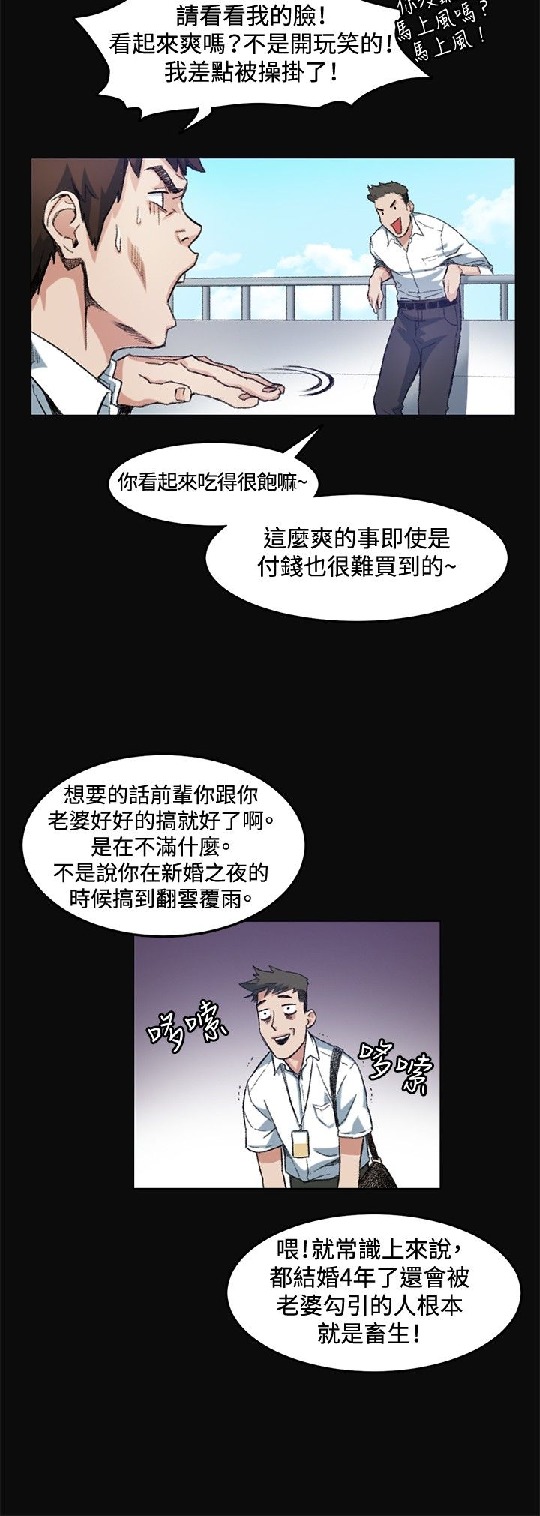 請看看我的臉！
看起來爽嗎？不是開玩笑的！
我差點被操掛了！
馬上風嗎？
馬上風！
你看起來吃得很飽嘛~
這麼爽的事即使是
付錢也很難買到的~
想要的話前輩你跟你
老婆好好的搞就好了啊。
是在不滿什麼。
不是說你在新婚之夜的
時候搞到翻雲覆雨。
哆嗦
哆嗦
喂！就常識上來說，
都結婚4年了還會被
老婆勾引的人根本
就是畜生！